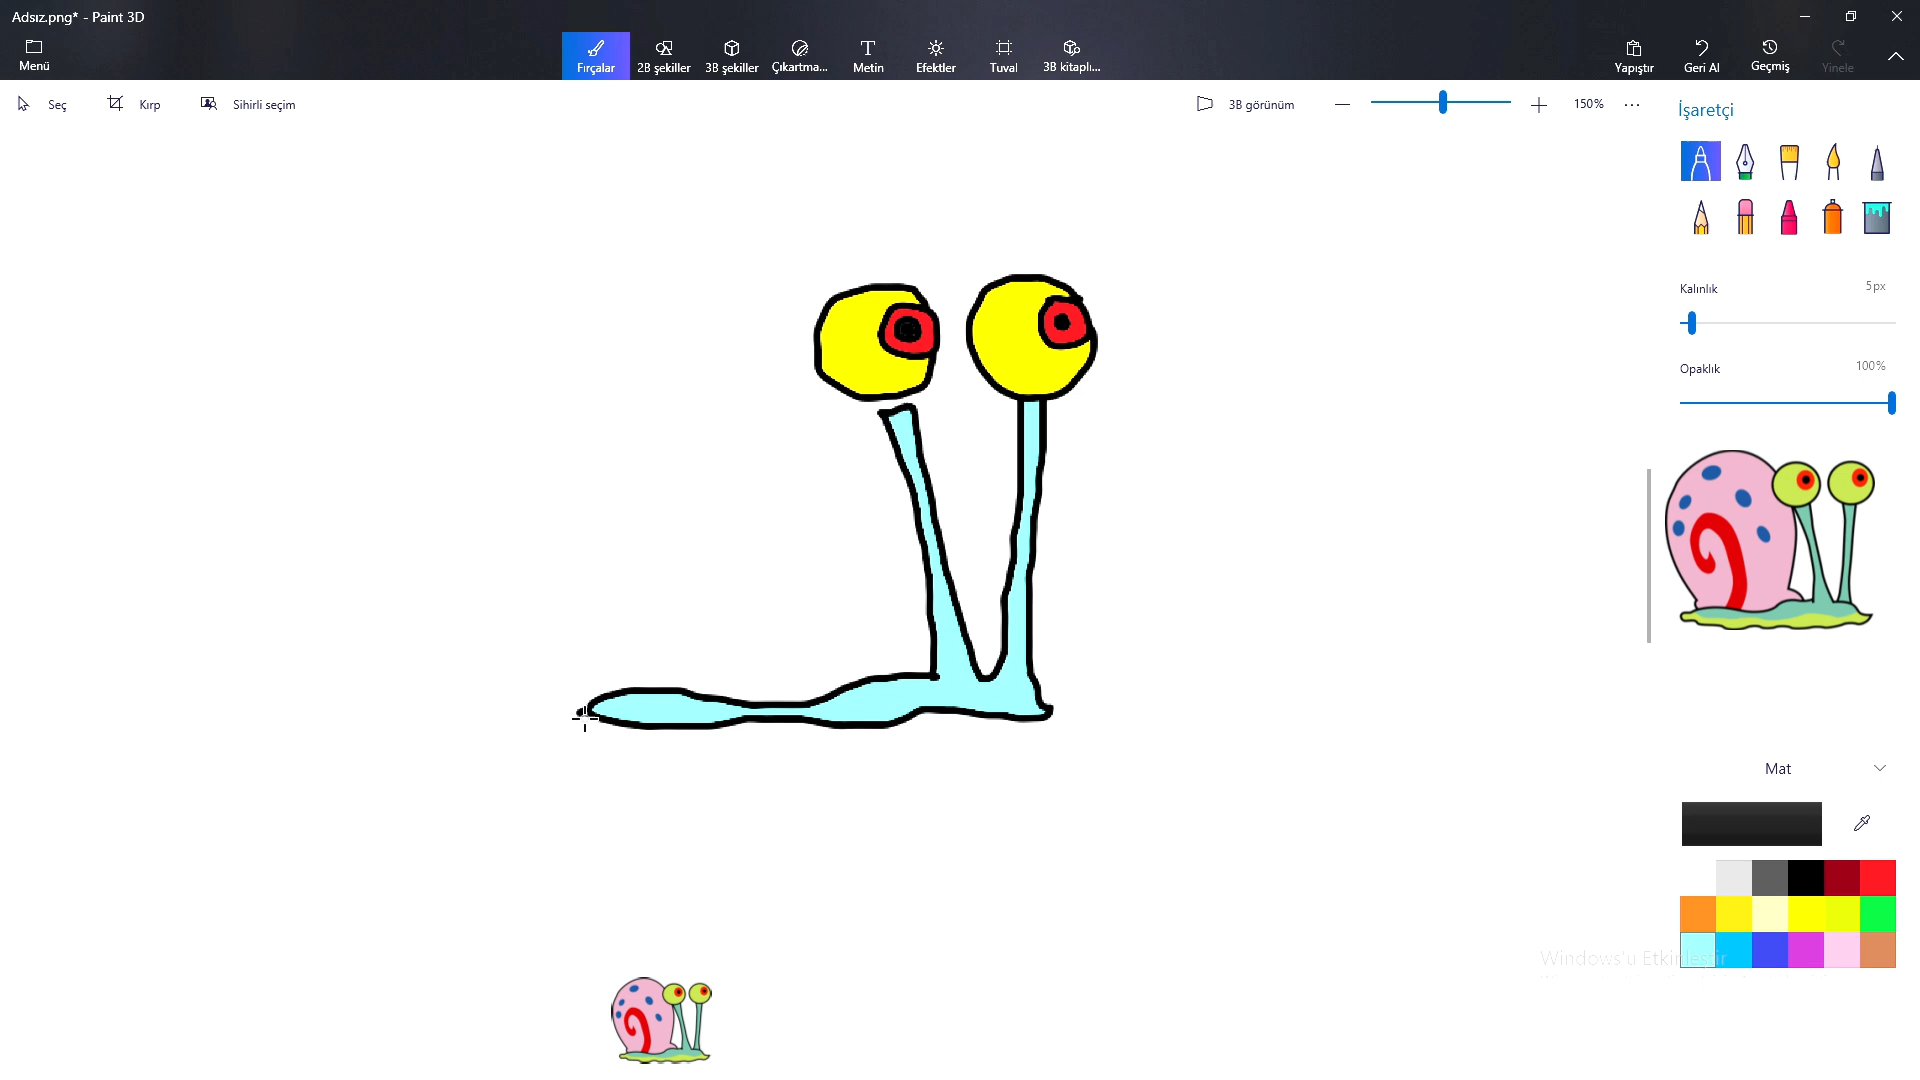 Adsız.png* - Paint 3D
Menü
Fırçalar
2B şekiller
3B şekiller
Çıkartma...
Metin
Efektler
Tuval
3B kitaplı...
Yapıştır
Geri Al
Geçmiş
Yinele
Seç
Kırp
Sihirli seçim
3B görünüm
150%
İşaretçi
Kalınlık
5px
Opaklık
100%
Mat
Windows'u Etkinleştir